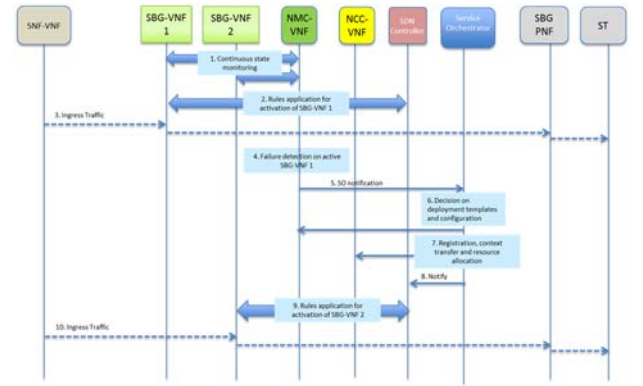 SNF-VNF
SBG-VNF
1
SBG-VNF
2
NMC-
VNF
NCC-
VNF
SDN
Controller
Service
Orchestrator
SBG
PNF
ST
1. Continuous state
monitoring
2. Rules application for
activation of SBG-VNF 1
3. Ingress Traffic
4. Failure detection on active
SBG-VNF 1
5. SO notification
6. Decision on
deployment templates
and configuration
7. Registration, context
transfer and resource
allocation
8. Notify
9. Rules application for
activation of SBG-VNF 2
10. Ingress Traffic